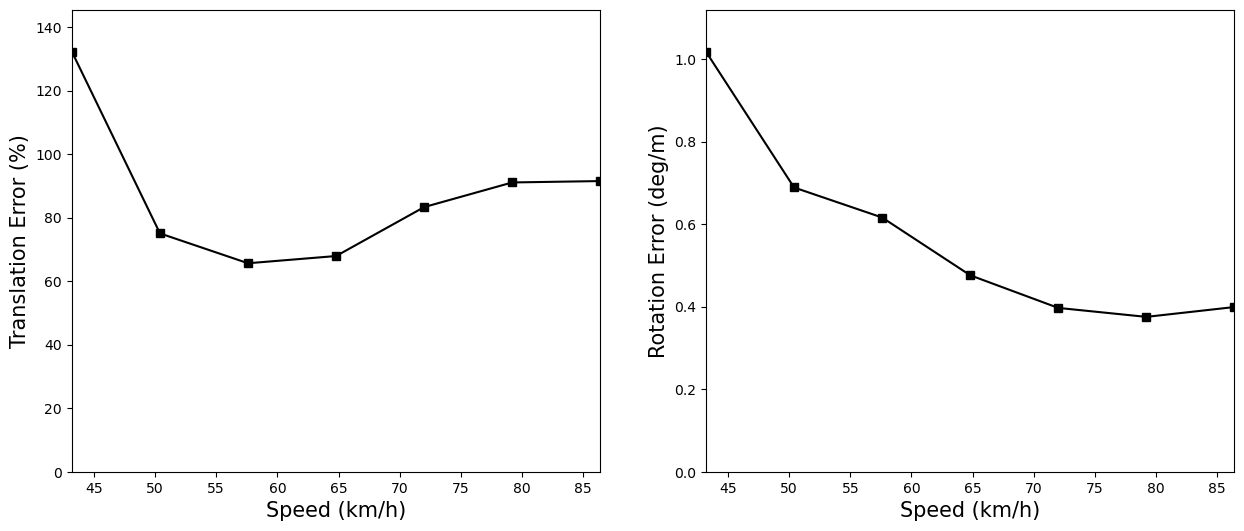 Translation Error (%)
140
120
100
80
60
40
20
0
45 50 55 60 65 70 75 80 85
Speed (km/h)
Rotation Error (deg/m)
1.0
0.8
0.6
0.4
0.2
0.0
45 50 55 60 65 70 75 80 85
Speed (km/h)